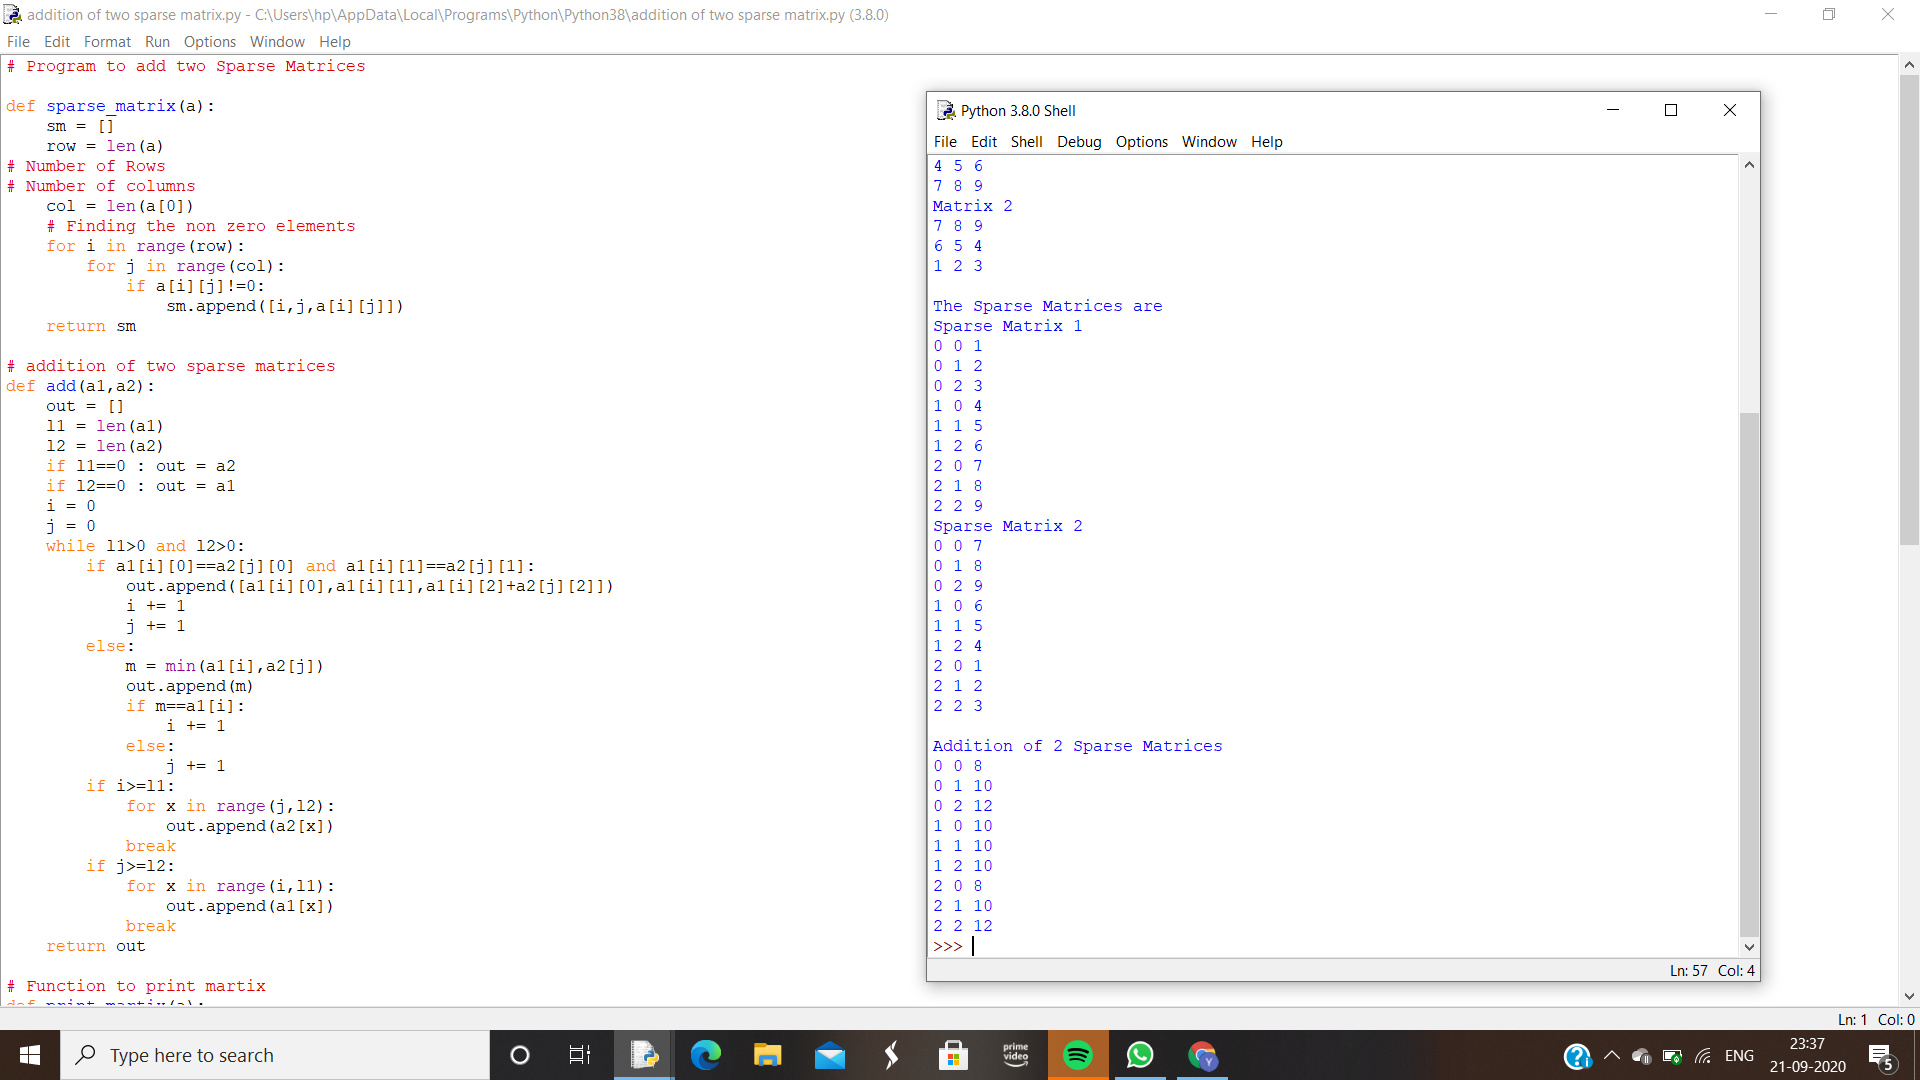 addition of two sparse matrix.py - C:\Users\hp\AppData\Local\Programs\Python\Python38\addition of two sparse matrix.py (3.8.0)
File Edit Format Run Options Window Help
# Program to add two Sparse Matrices

def sparse_matrix(a):
    sm = []
    row = len(a)
# Number of Rows
# Number of columns
    col = len(a[0])
    # Finding the non zero elements
    for i in range(row):
        for j in range(col):
            if a[i][j]!=0:
                sm.append([i,j,a[i][j]])
    return sm

# addition of two sparse matrices
def add(a1,a2):
    out = []
    l1 = len(a1)
    l2 = len(a2)
    if l1==0 : out = a2
    if l2==0 : out = a1
    i = 0
    j = 0
    while l1>0 and l2>0:
        if a1[i][0]==a2[j][0] and a1[i][1]==a2[j][1]:
            out.append([a1[i][0],a1[i][1],a1[i][2]+a2[j][2]])
            i += 1
            j += 1
        else:
            m = min(a1[i],a2[j])
            out.append(m)
            if m==a1[i]:
                i += 1
            else:
                j += 1
        if i>=l1:
            for x in range(j,l2):
                out.append(a2[x])
            break
        if j>=l2:
            for x in range(i,l1):
                out.append(a1[x])
            break
    return out

# Function to print martix
def print_martix(a):
Python 3.8.0 Shell
File Edit Shell Debug Options Window Help
4 5 6
7 8 9
Matrix 2
7 8 9
6 5 4
1 2 3

The Sparse Matrices are
Sparse Matrix 1
0 0 1
0 1 2
0 2 3
1 0 4
1 1 5
1 2 6
2 0 7
2 1 8
2 2 9
Sparse Matrix 2
0 0 7
0 1 8
0 2 9
1 0 6
1 1 5
1 2 4
2 0 1
2 1 2
2 2 3

Addition of 2 Sparse Matrices
0 0 8
0 1 10
0 2 12
1 0 10
1 1 10
1 2 10
2 0 8
2 1 10
2 2 12
>>>
Ln: 57 Col: 4
Ln: 1 Col: 0
Type here to search
prime
video
Y
ENG
23:37
21-09-2020
5